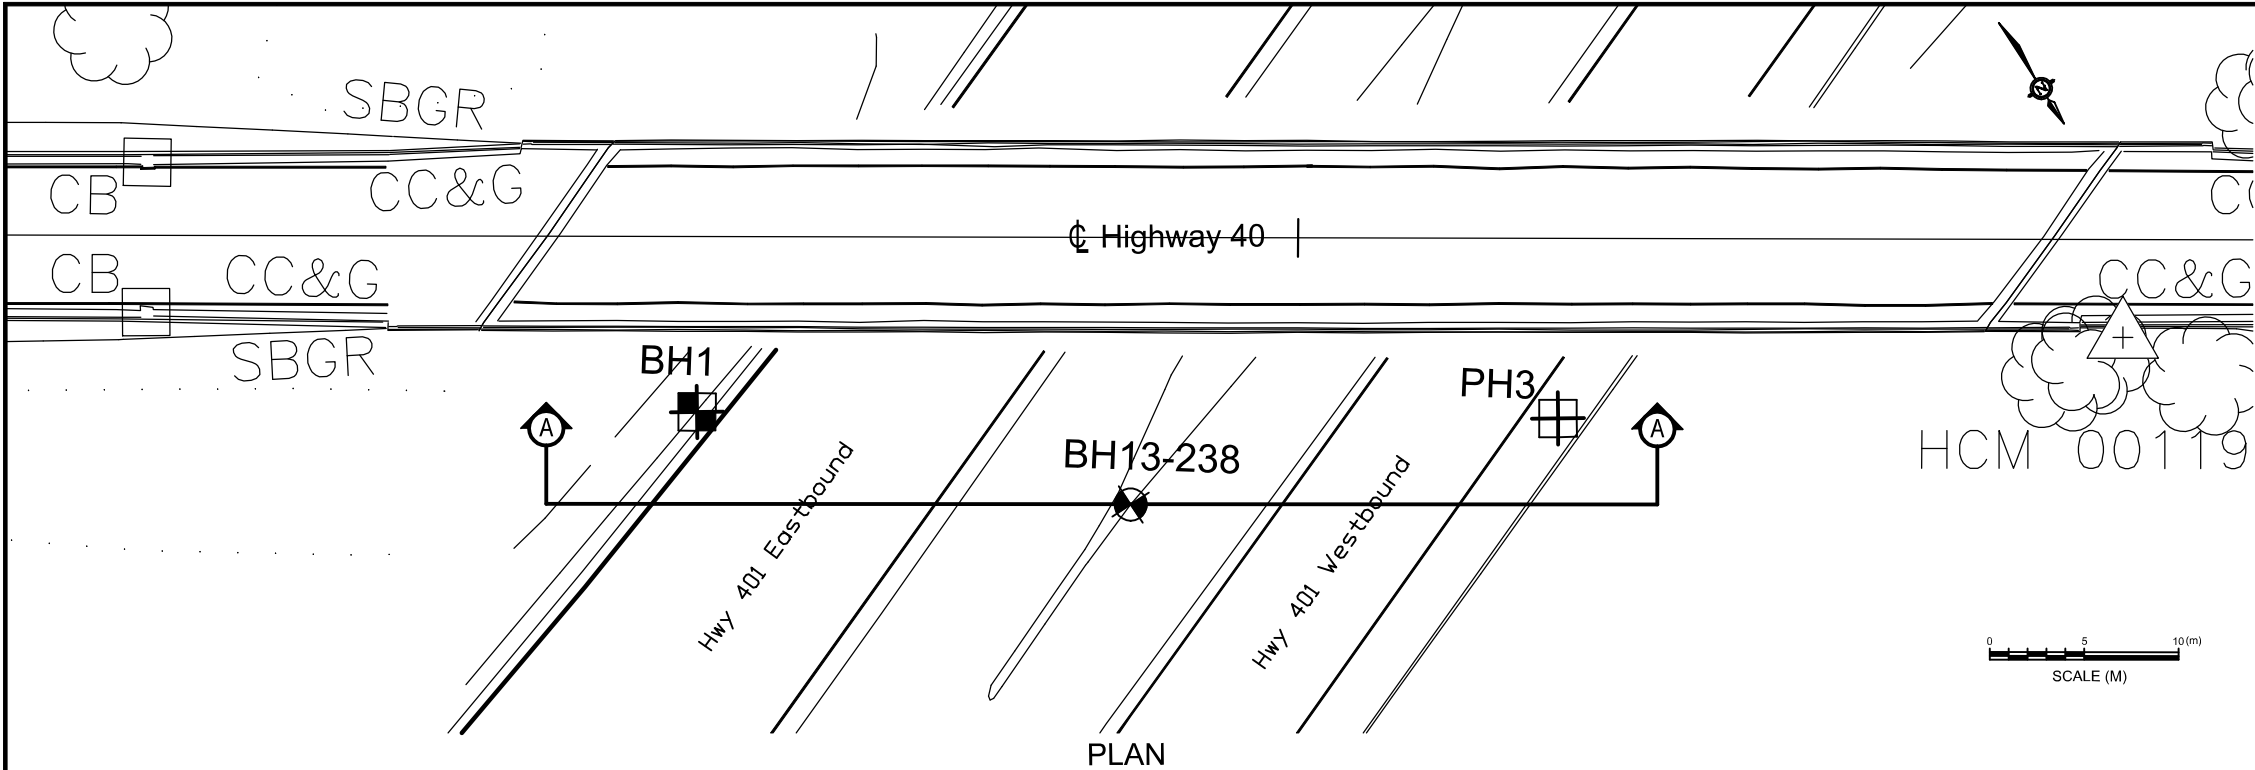 SBGR
N
CB
CC&G
℄ Highway 40
CB
CC&G
CC&G
SBGR
BH1
PH3
A
A
BH13-238
HCM 00119
Hwy 401 Eastbound
Hwy 401 Westbound
0 5 10 (m)
SCALE (M)
PLAN